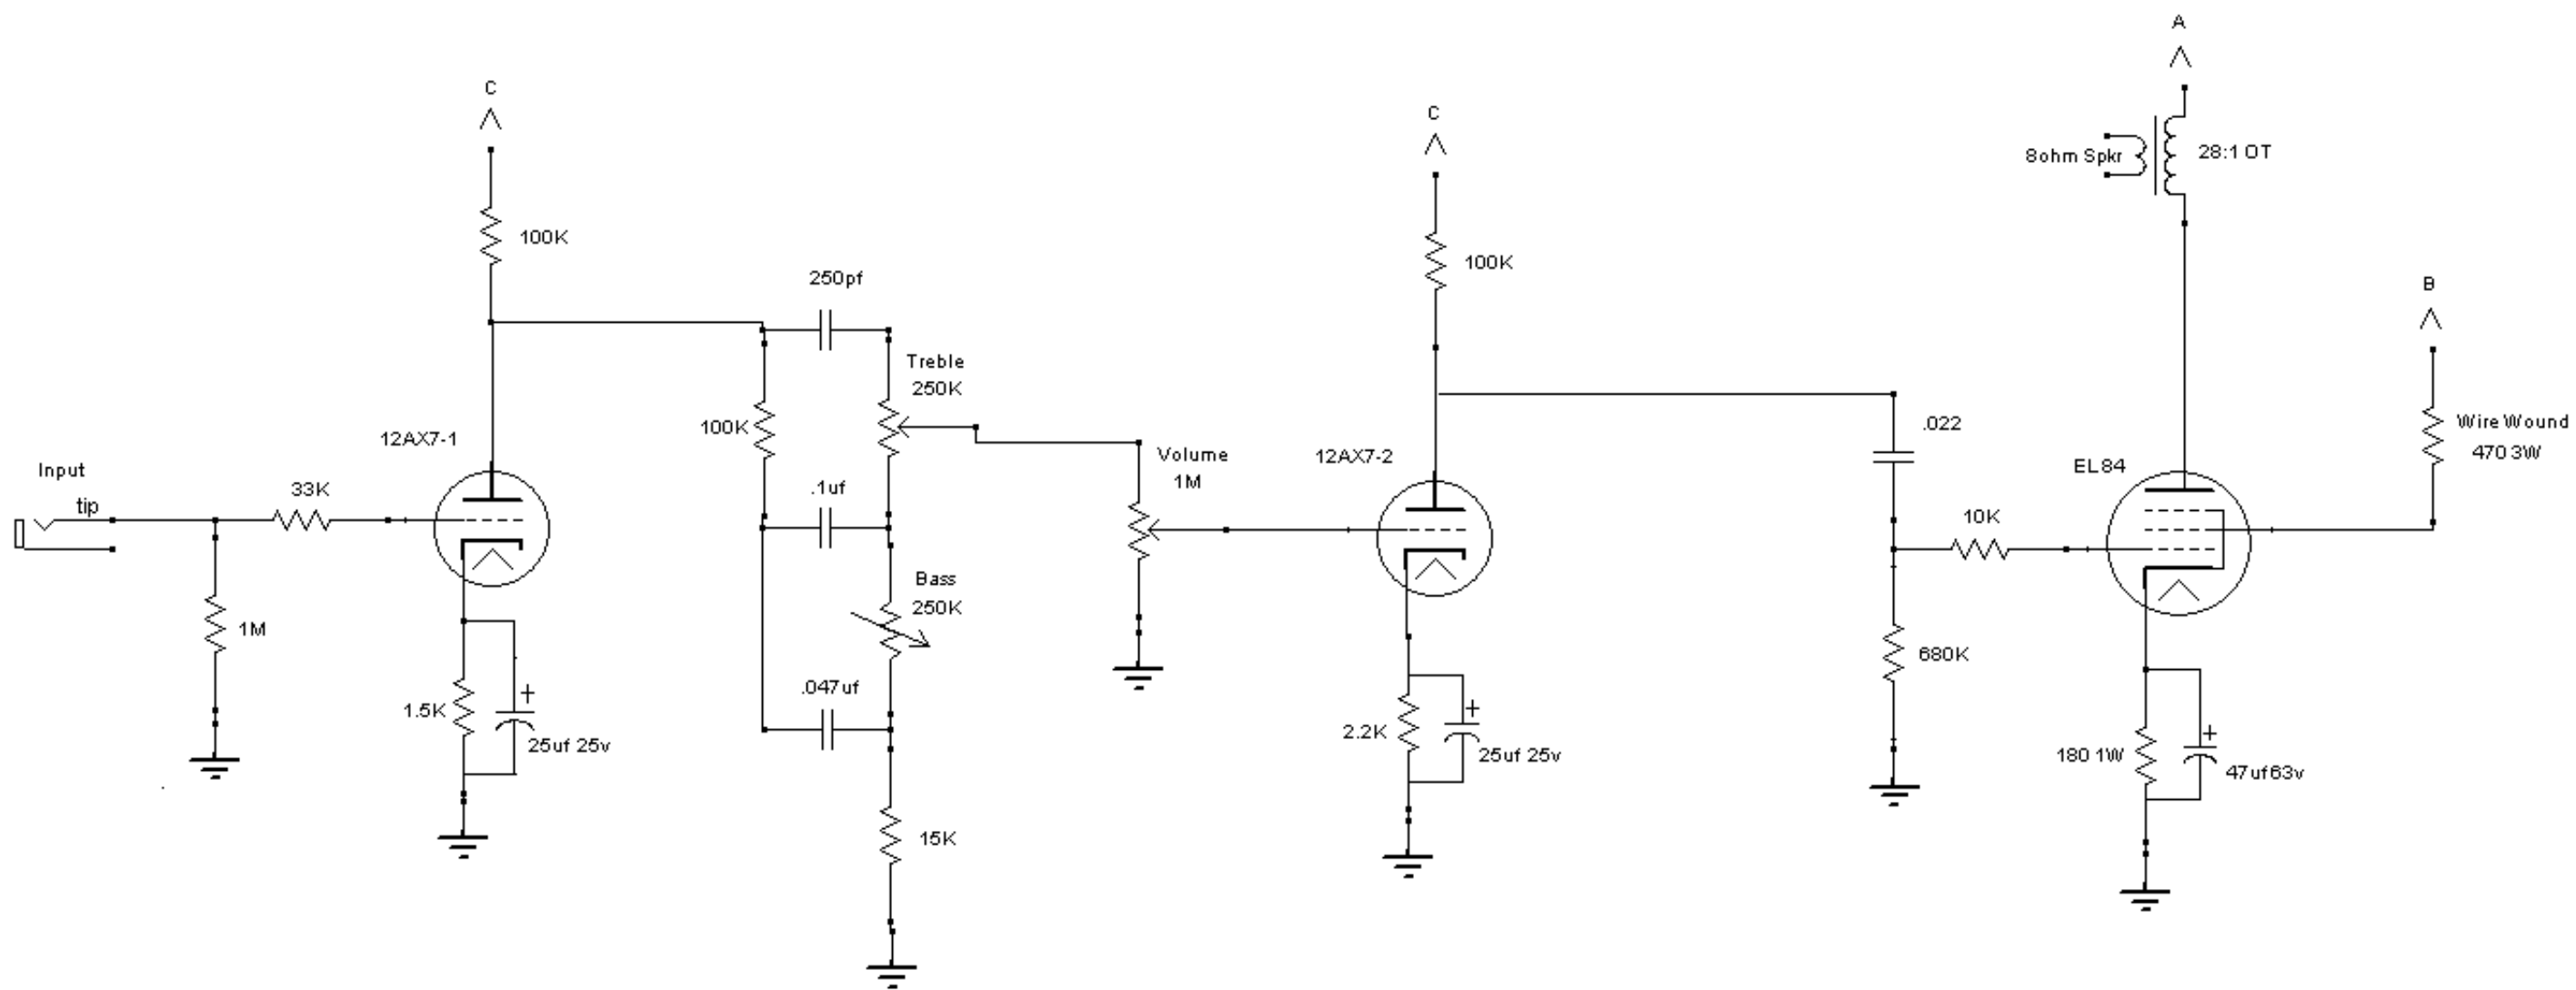 A
C
C
8ohm Spkr
28:1 OT
100K
100K
250pf
B
Treble
250K
100K
12AX7-1
.022
Wire Wound
470 3W
Volume
1M
12AX7-2
EL84
Input
tip
33K
.1uf
10K
Bass
250K
1M
680K
.047uf
1.5K
+
25uf 25v
2.2K
+
25uf 25v
180 1W
+
47uf63v
15K